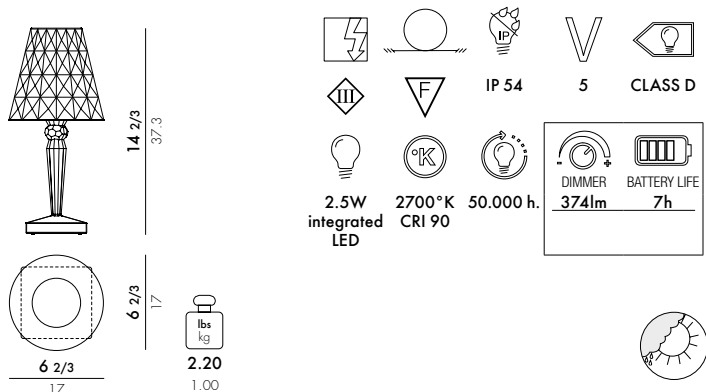 14 2/3
37.3
6 2/3
17
6 2/3
17
lbs
kg
2.20
1.00
IP
IP 54
V
5
CLASS D
III
F
2.5W
integrated
LED
°K
2700°K
CRI 90
50.000 h.
- +
DIMMER
374lm
BATTERY LIFE
7h